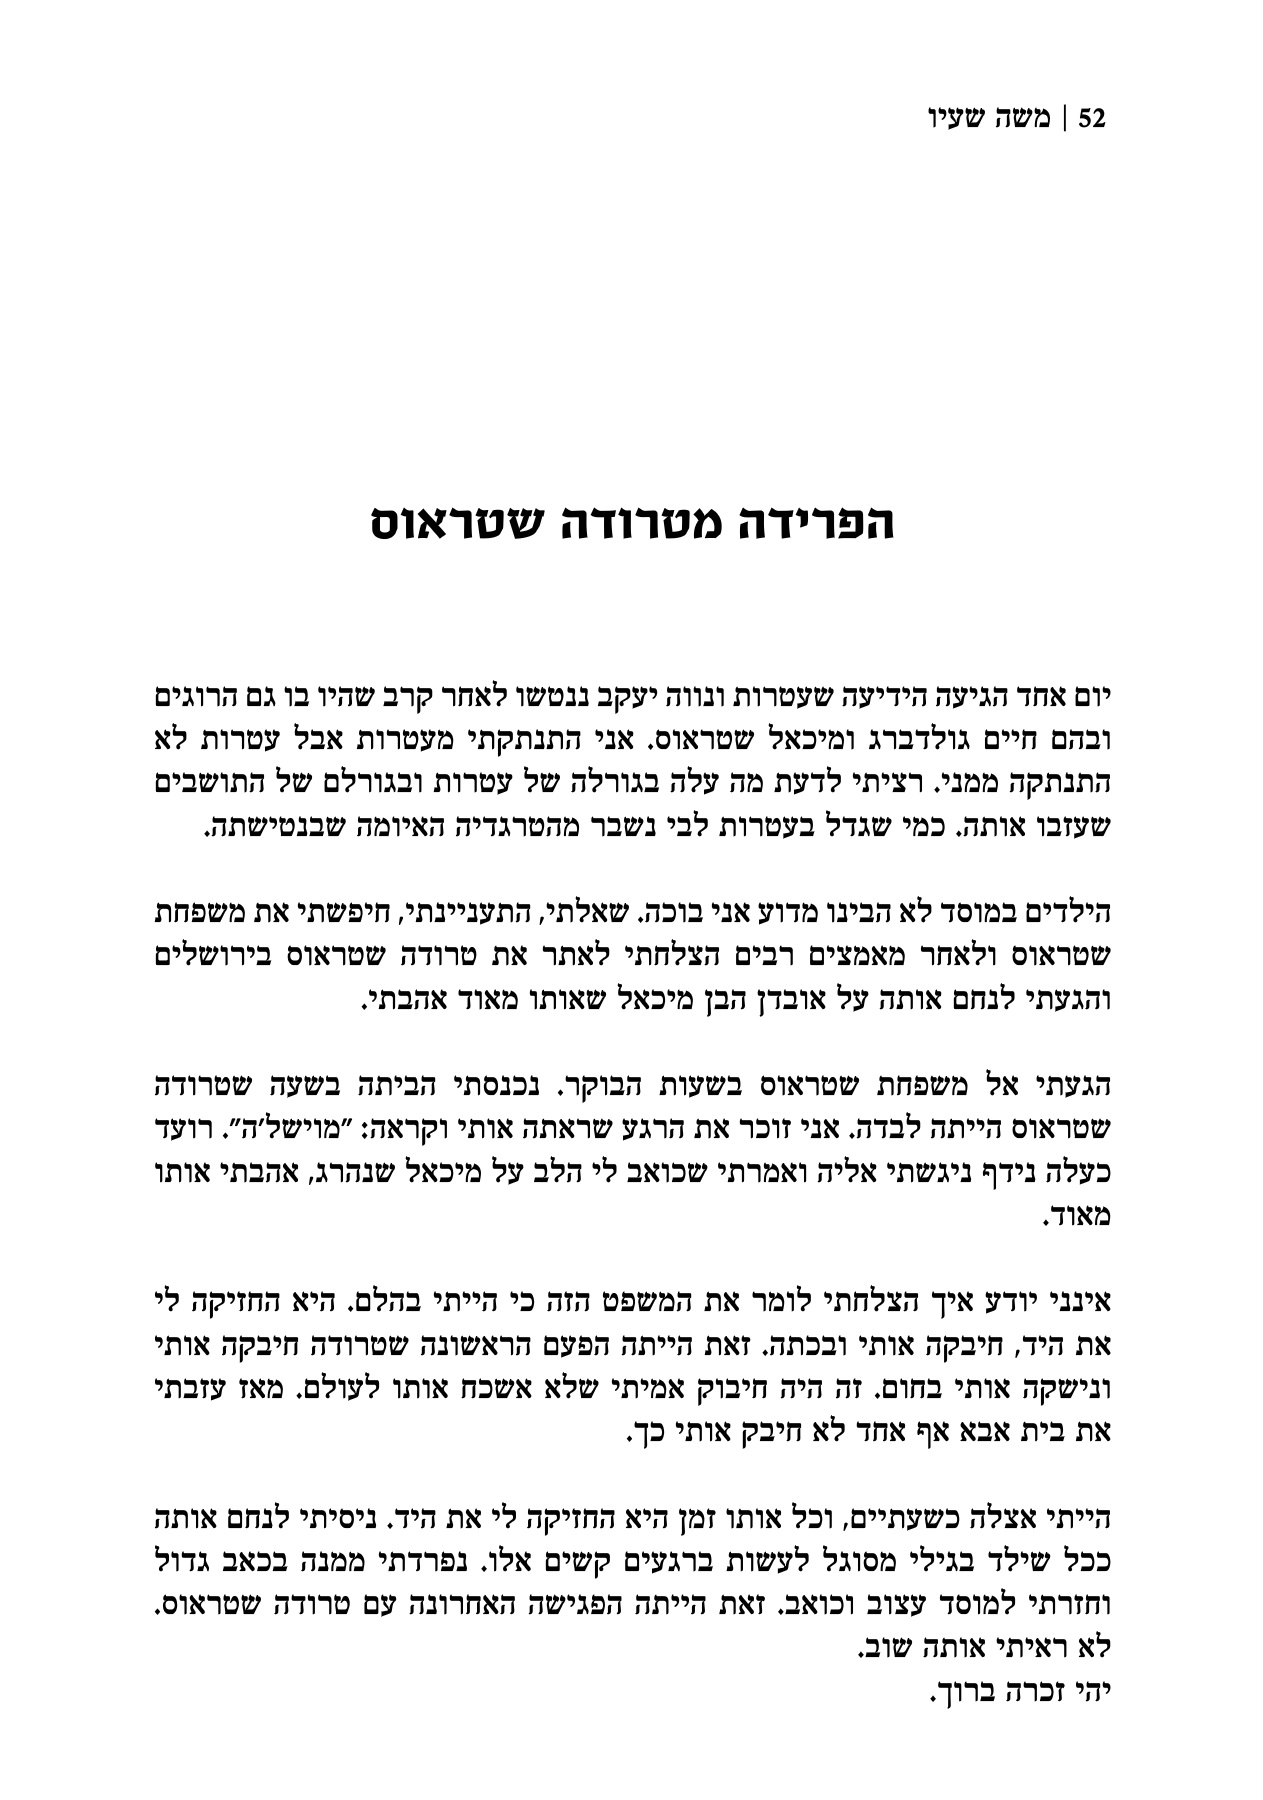 52 | משה שעיו
הפרידה מטרודה שטראוס
יום אחד הגיעה הידיעה שעטרות ונווה יעקב ננטשו לאחר קרב שהיו בו גם הרוגים
ובהם חיים גולדברג ומיכאל שטראוס. אני התנתקתי מעטרות אבל עטרות לא
התנתקה ממני. רציתי לדעת מה עלה בגורלה של עטרות ובגורלם של התושבים
שעזבו אותה. כמי שגדל בעטרות לבי נשבר מהטרגדיה האיומה שבנטישתה.
הילדים במוסד לא הבינו מדוע אני בוכה. שאלתי, התעניינתי, חיפשתי את משפחת
שטראוס ולאחר מאמצים רבים הצלחתי לאתר את טרודה שטראוס בירושלים
והגעתי לנחם אותה על אובדן הבן מיכאל שאותו מאוד אהבתי.
הגעתי אל משפחת שטראוס בשעות הבוקר. נכנסתי הביתה בשעה שטרודה
שטראוס הייתה לבדה. אני זוכר את הרגע שראתה אותי וקראה: "מוישל'ה". רועד
כעלה נידף ניגשתי אליה ואמרתי שכואב לי הלב על מיכאל שנהרג, אהבתי אותו
מאוד.
אינני יודע איך הצלחתי לומר את המשפט הזה כי הייתי בהלם. היא החזיקה לי
את היד, חיבקה אותי ובכתה. זאת הייתה הפעם הראשונה שטרודה חיבקה אותי
ונישקה אותי בחום. זה היה חיבוק אמיתי שלא אשכח אותו לעולם. מאז עזבתי
את בית אבא אף אחד לא חיבק אותי כך.
הייתי אצלה כשעתיים, וכל אותו זמן היא החזיקה לי את היד. ניסיתי לנחם אותה
ככל שילד בגילי מסוגל לעשות ברגעים קשים אלו. נפרדתי ממנה בכאב גדול
וחזרתי למוסד עצוב וכואב. זאת הייתה הפגישה האחרונה עם טרודה שטראוס.
לא ראיתי אותה שוב.
יהי זכרה ברוך.